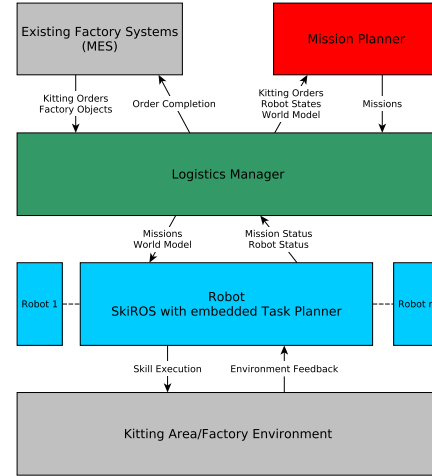 Existing Factory Systems
(MES)
Mission Planner
Kitting Orders
Factory Objects
Order Completion
Kitting Orders
Robot States
World Model
Missions
Logistics Manager
Missions
World Model
Mission Status
Robot Status
Robot 1
Robot
SkiROS with embedded Task Planner
Robot
Skill Execution
Environment Feedback
Kitting Area/Factory Environment